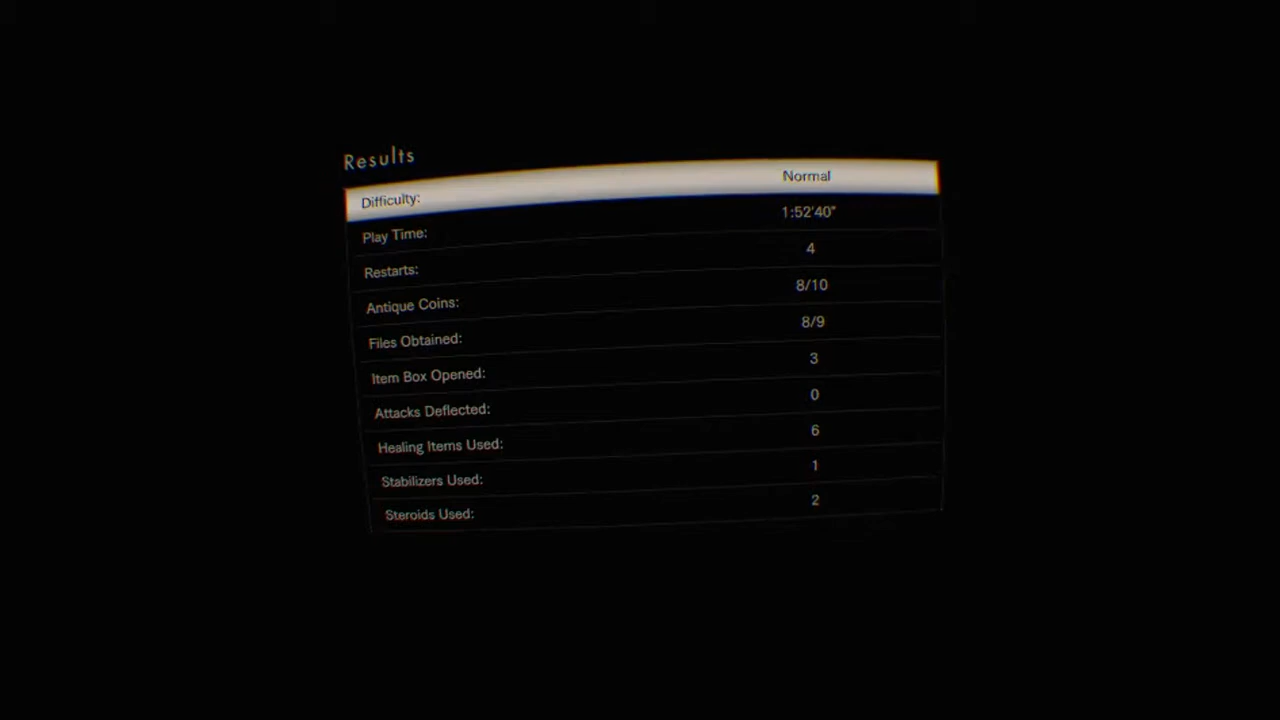 Results
Difficulty: Normal
Play Time: 1:52'40"
Restarts: 4
Antique Coins: 8/10
Files Obtained: 8/9
Item Box Opened: 3
Attacks Deflected: 0
Healing Items Used: 6
Stabilizers Used: 1
Steroids Used: 2